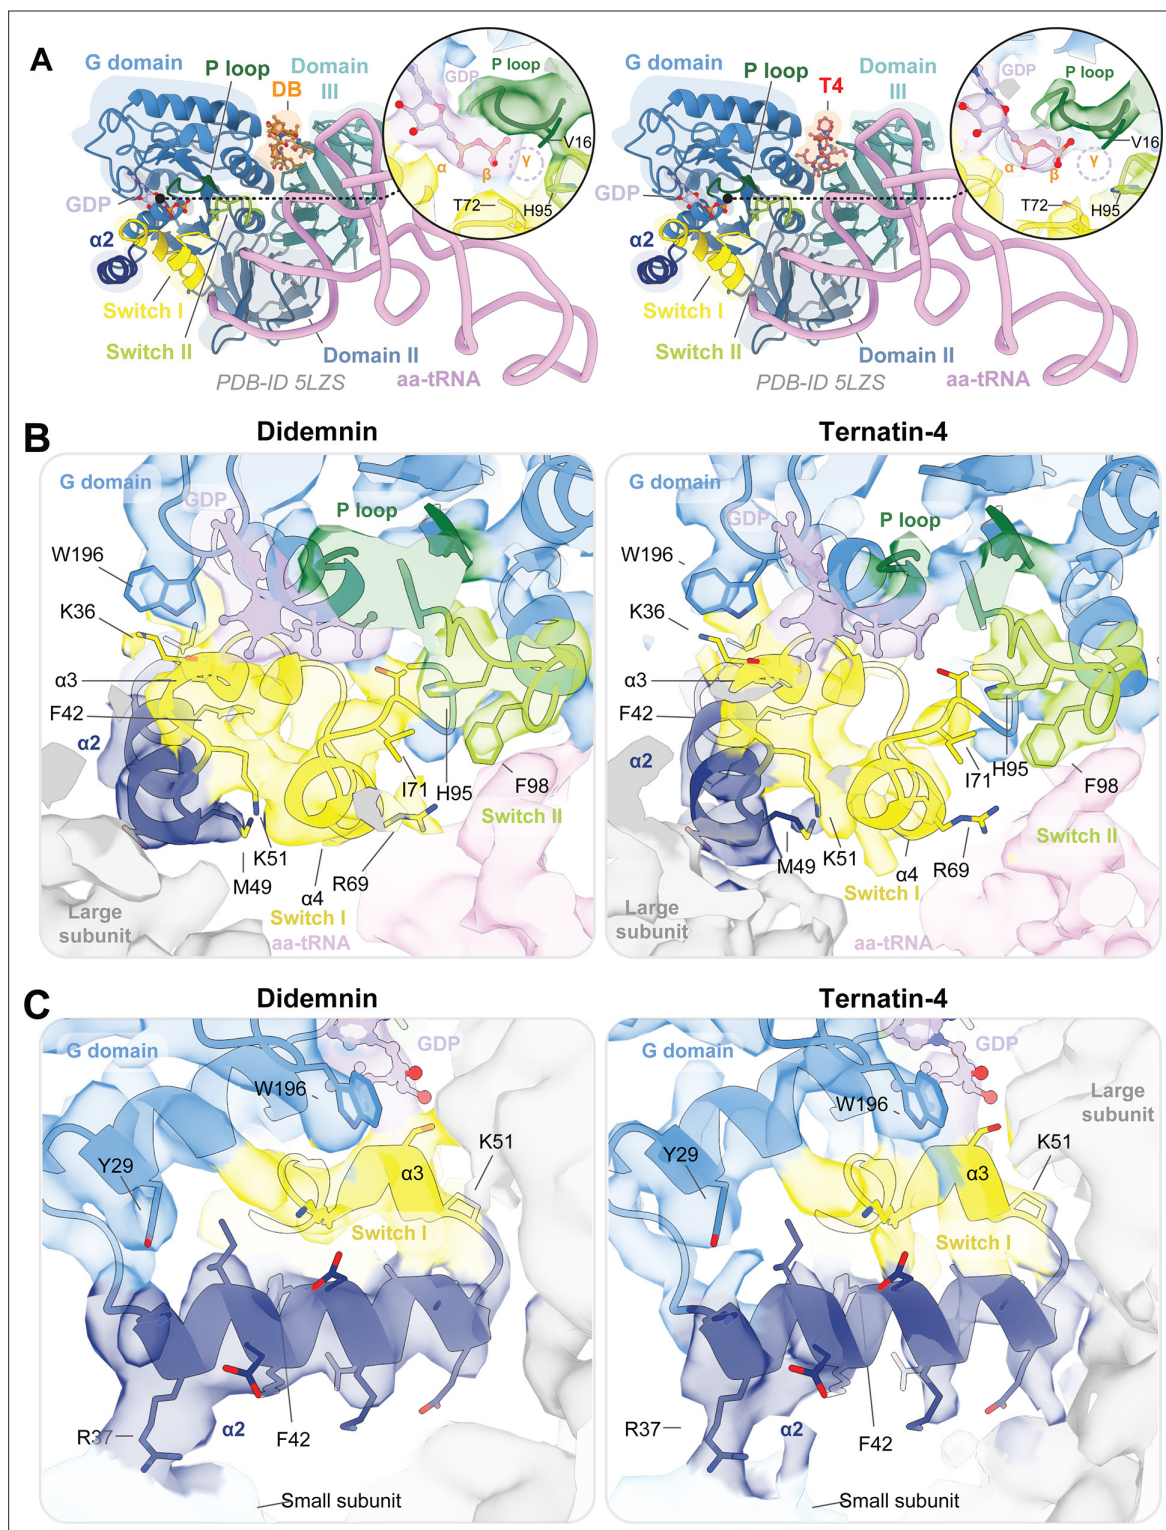 A
G domain
P loop
DB
Domain
III
GDP
P loop
V16
α
β
γ
T72
H95
GDP
α2
Switch I
Switch II
Domain II
aa-tRNA
PDB-ID 5LZS
G domain
P loop
T4
Domain
III
GDP
P loop
V16
α
β
γ
T72
H95
GDP
α2
Switch I
Switch II
Domain II
aa-tRNA
PDB-ID 5LZS
B
Didemnin
G domain
GDP
P loop
W196
K36
α3
F42
α2
I71
H95
F98
Switch II
K51
M49
R69
α4
Switch I
aa-tRNA
Large
subunit
Ternatin-4
G domain
GDP
P loop
W196
K36
α3
F42
α2
I71
H95
F98
Switch II
K51
M49
R69
α4
Switch I
aa-tRNA
Large
subunit
C
Didemnin
G domain
GDP
W196
K51
Y29
α3
Switch I
R37
α2
F42
Small subunit
Ternatin-4
G domain
GDP
Large
subunit
W196
K51
Y29
α3
Switch I
R37
α2
F42
Small subunit